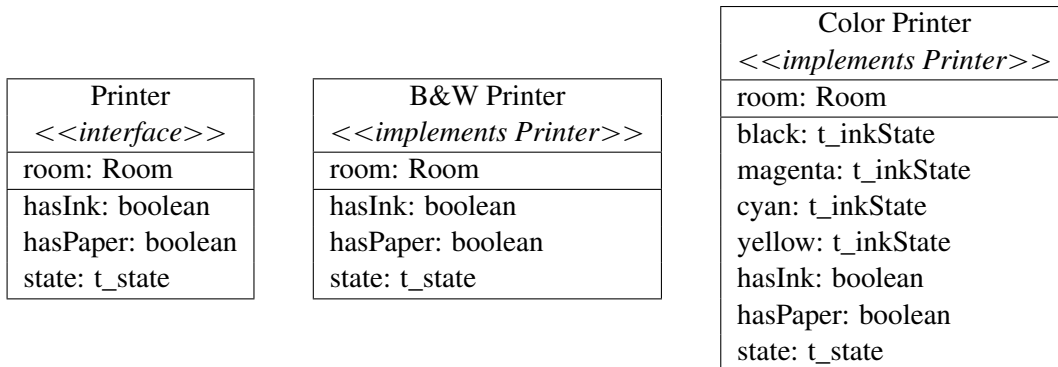 Printer
<<interface>>
room: Room
hasInk: boolean
hasPaper: boolean
state: t_state
B&W Printer
<<implements Printer>>
room: Room
hasInk: boolean
hasPaper: boolean
state: t_state
Color Printer
<<implements Printer>>
room: Room
black: t_inkState
magenta: t_inkState
cyan: t_inkState
yellow: t_inkState
hasInk: boolean
hasPaper: boolean
state: t_state